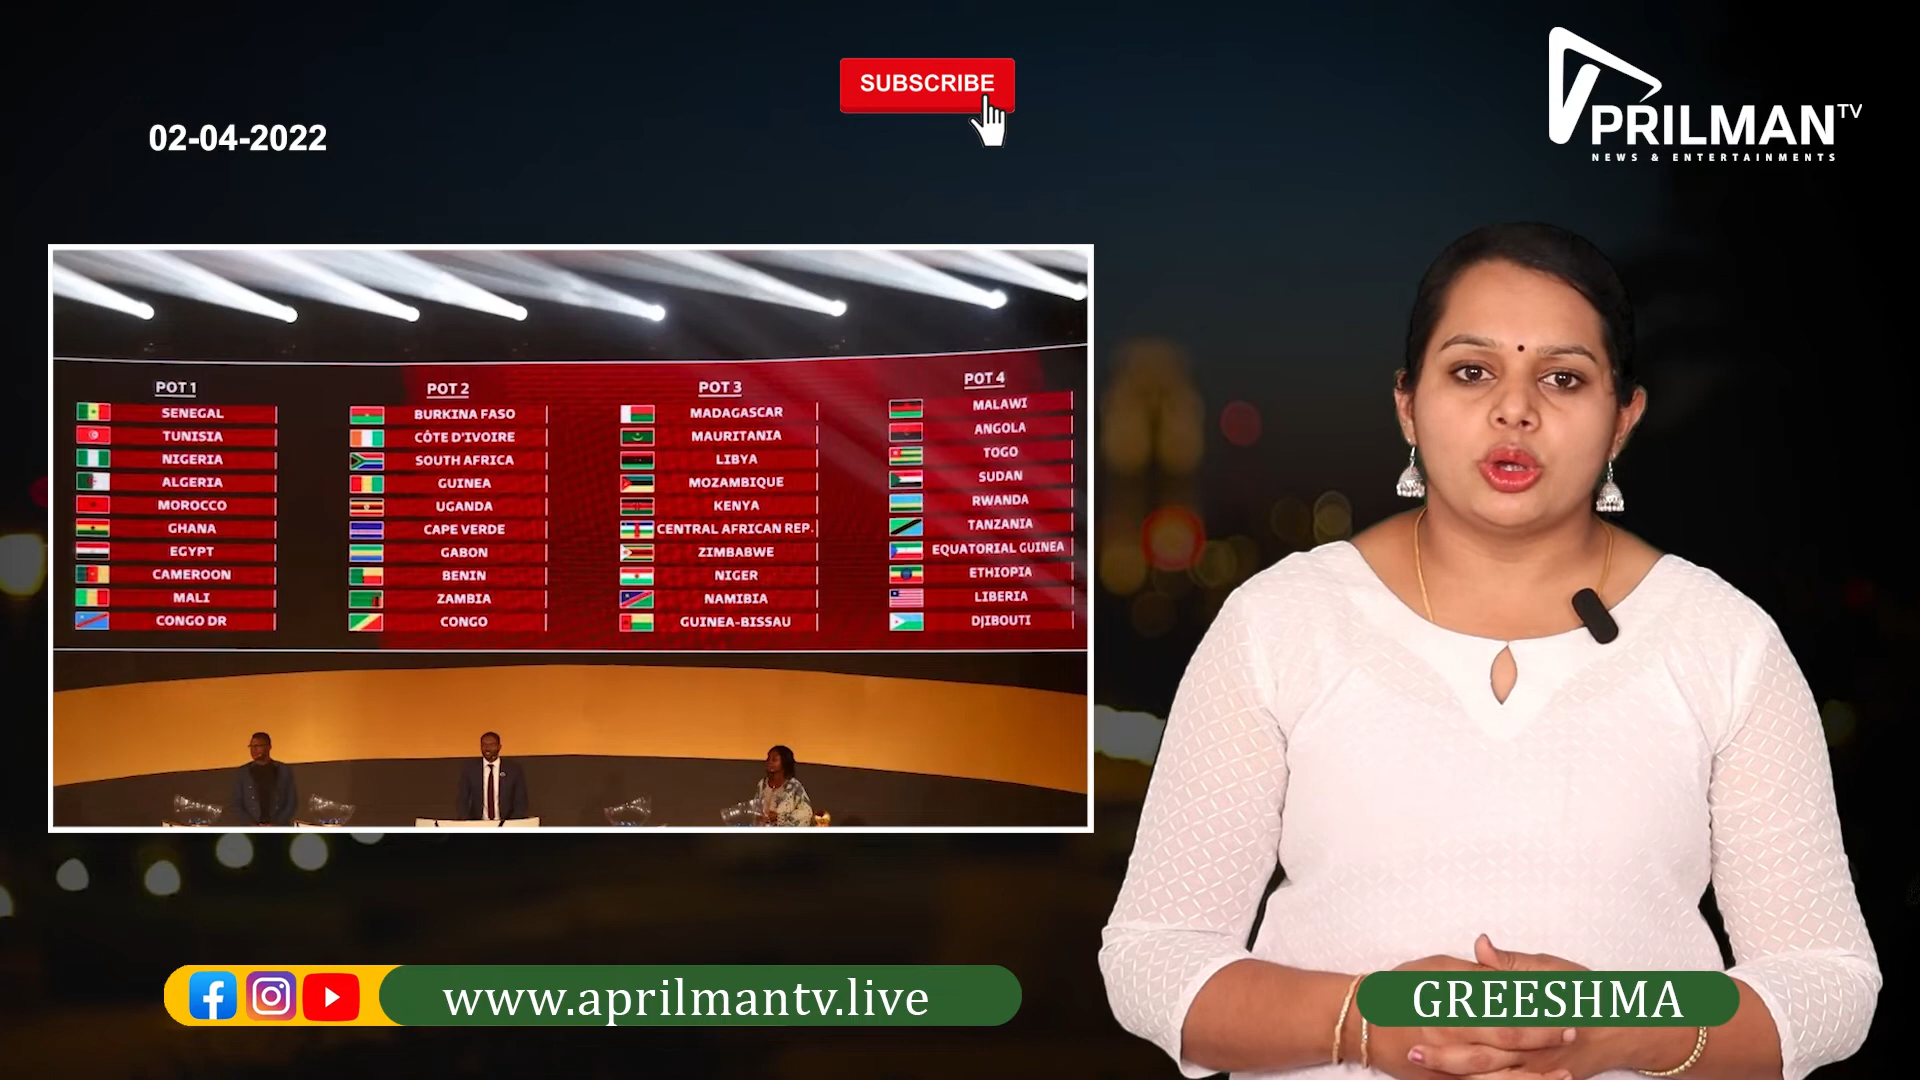 02-04-2022
SUBSCRIBE
PRILMAN TV
NEWS & ENTERTAINMENTS
POT 1
SENEGAL
TUNISIA
NIGERIA
ALGERIA
MOROCCO
GHANA
EGYPT
CAMEROON
MALI
CONGO DR
POT 2
BURKINA FASO
CÔTE D'IVOIRE
SOUTH AFRICA
GUINEA
UGANDA
CAPE VERDE
GABON
BENIN
ZAMBIA
CONGO
POT 3
MADAGASCAR
MAURITANIA
LIBYA
MOZAMBIQUE
KENYA
CENTRAL AFRICAN REP.
ZIMBABWE
NIGER
NAMIBIA
GUINEA-BISSAU
POT 4
MALAWI
ANGOLA
TOGO
SUDAN
RWANDA
TANZANIA
EQUATORIAL GUINEA
ETHIOPIA
LIBERIA
DJIBOUTI
www.aprilmantv.live
GREESHMA